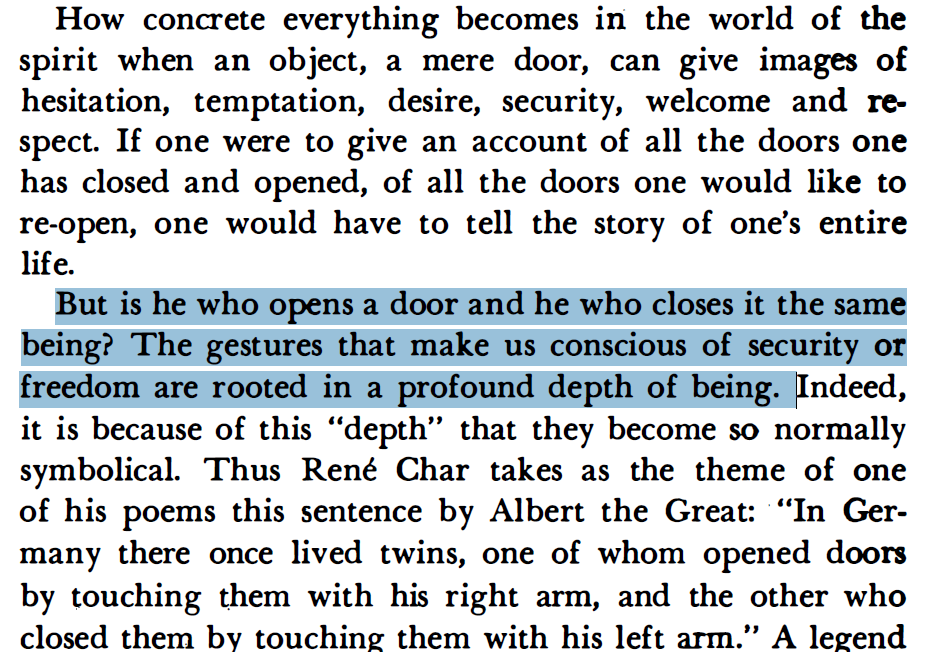 How concrete everything becomes in the world of the
spirit when an object, a mere door, can give images of
hesitation, temptation, desire, security, welcome and re-
spect. If one were to give an account of all the doors one
has closed and opened, of all the doors one would like to
re-open, one would have to tell the story of one's entire
life.
But is he who opens a door and he who closes it the same
being? The gestures that make us conscious of security or
freedom are rooted in a profound depth of being. Indeed,
it is because of this “depth” that they become so normally
symbolical. Thus René Char takes as the theme of one
of his poems this sentence by Albert the Great: “In Ger-
many there once lived twins, one of whom opened doors
by touching them with his right arm, and the other who
closed them by touching them with his left arm.” A legend